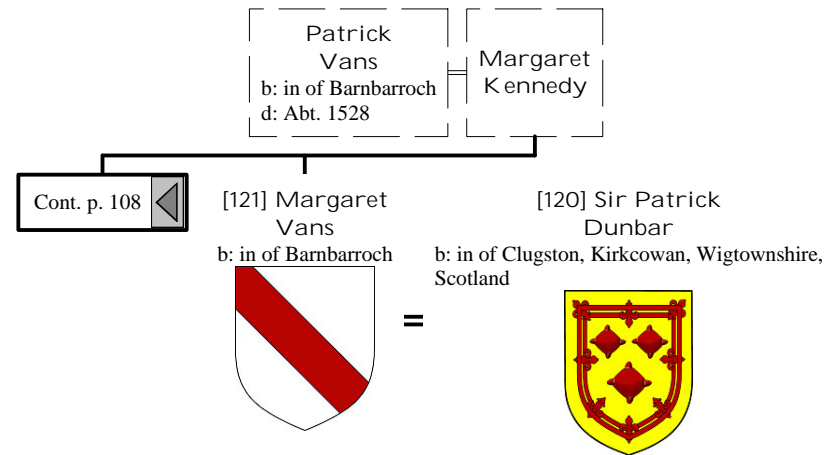 Patrick
Vans
b: in of Barnbarroch
d: Abt. 1528
Margaret
Kennedy
Cont. p. 108
[121] Margaret
Vans
b: in of Barnbarroch
=
[120] Sir Patrick
Dunbar
b: in of Clugston, Kirkcowan, Wigtownshire,
Scotland